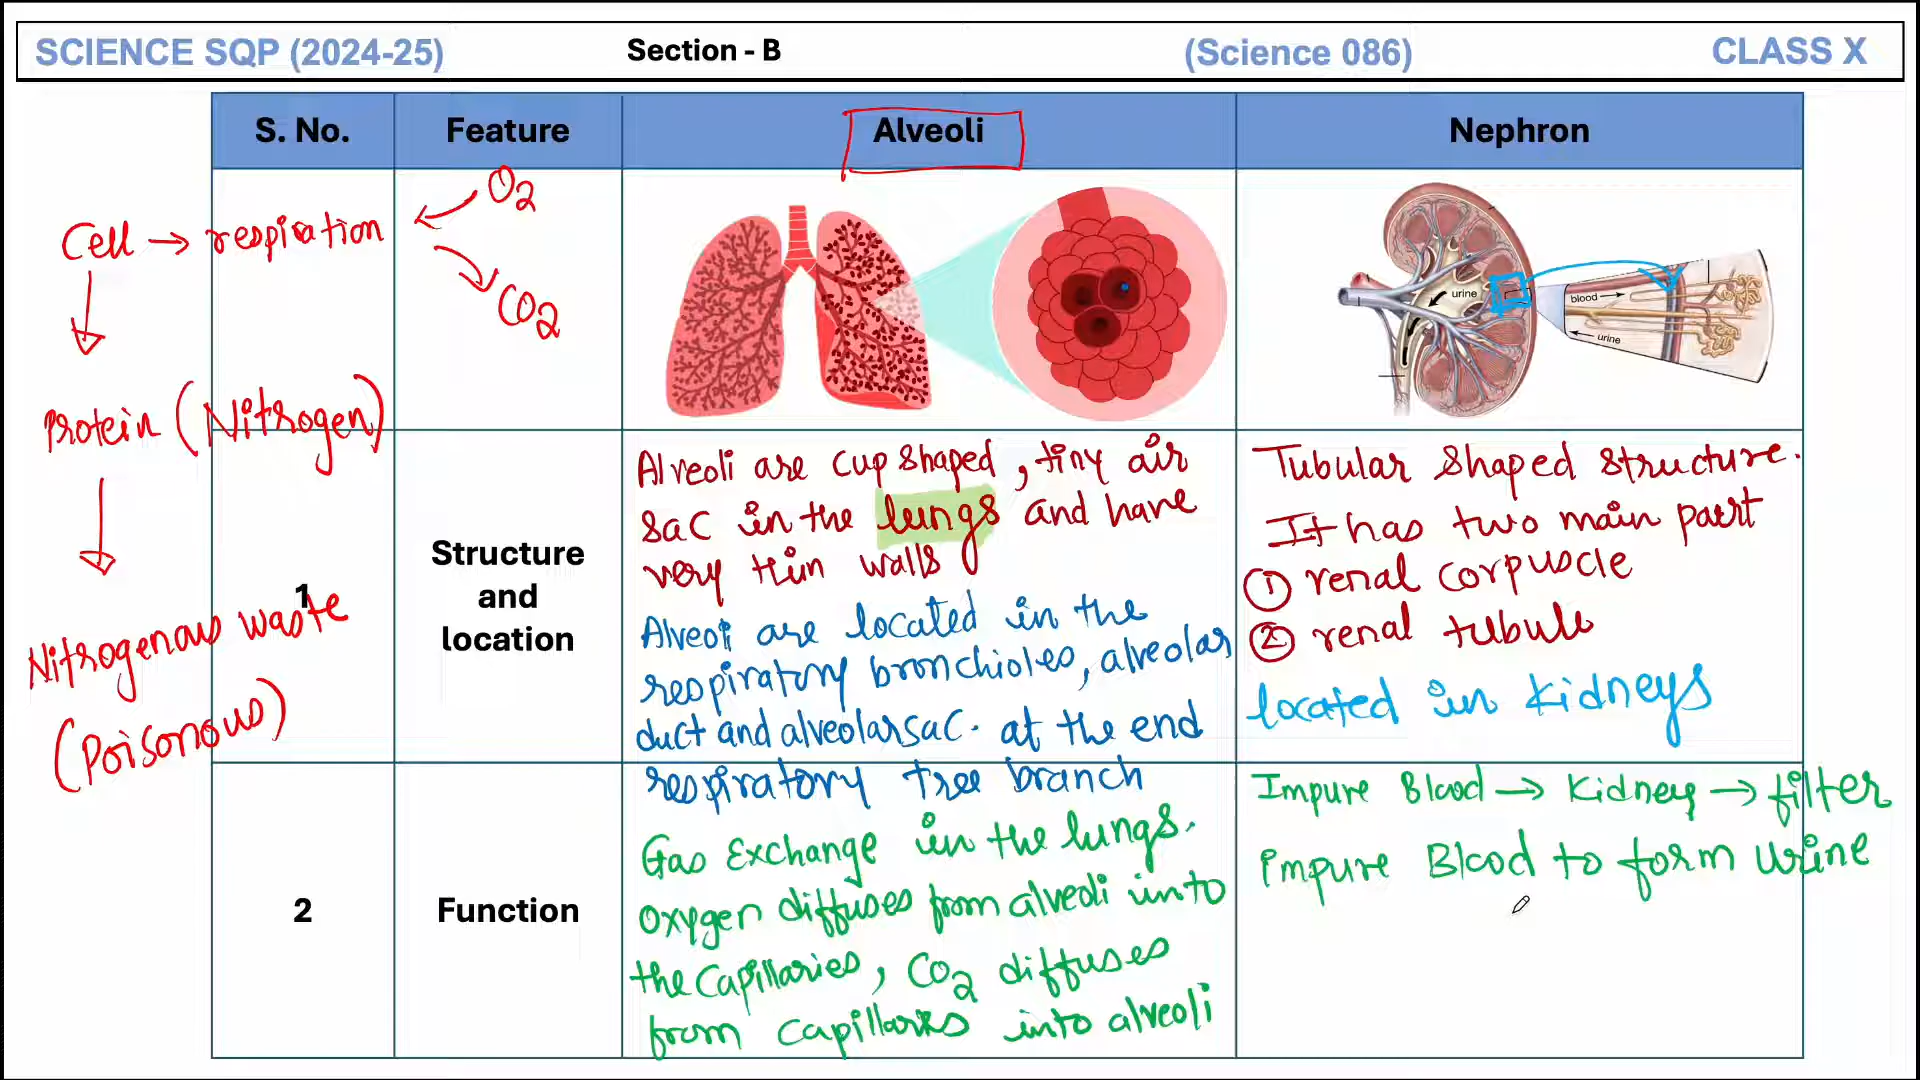 SCIENCE SQP (2024-25) Section - B (Science 086) CLASS X
S. No. Feature Alveoli Nephron
Cell → respiration
O2
CO2
Protein (Nitrogen)
Nitrogenous waste
(Poisonous)
urine
blood
urine
1
Structure
and
location
Alveoli are cup shaped, tiny air
sac in the lungs and have
very thin walls
Alveoi are located in the
respiratory bronchioles, alveolar
duct and alveolar sac. at the end
respiratory tree branch
Tubular shaped structure.
It has two main part
① renal corpuscle
② renal tubule
located in kidneys
2
Function
Gas Exchange in the lungs.
Oxygen diffuses from alveoli into
the Capillaries, CO2 diffuses
from capillaries into alveoli
Impure Blood → Kidney → filter
impure Blood to form urine